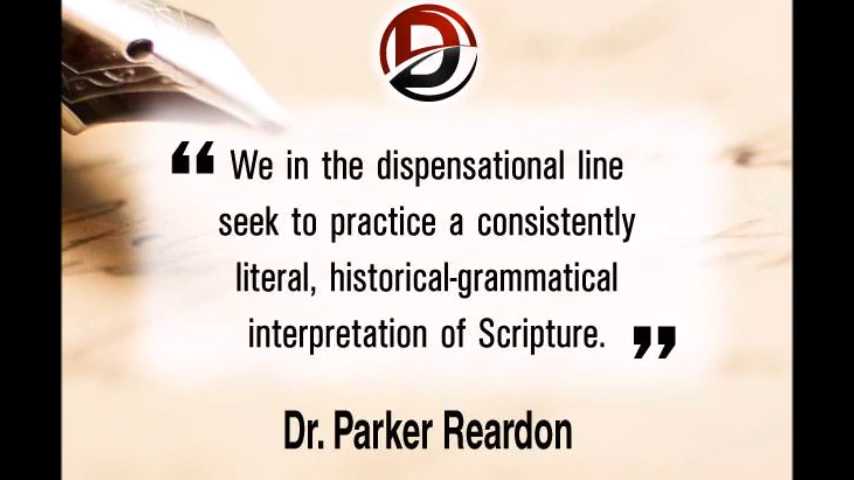 D
“ We in the dispensational line
seek to practice a consistently
literal, historical-grammatical
interpretation of Scripture. ”
Dr. Parker Reardon